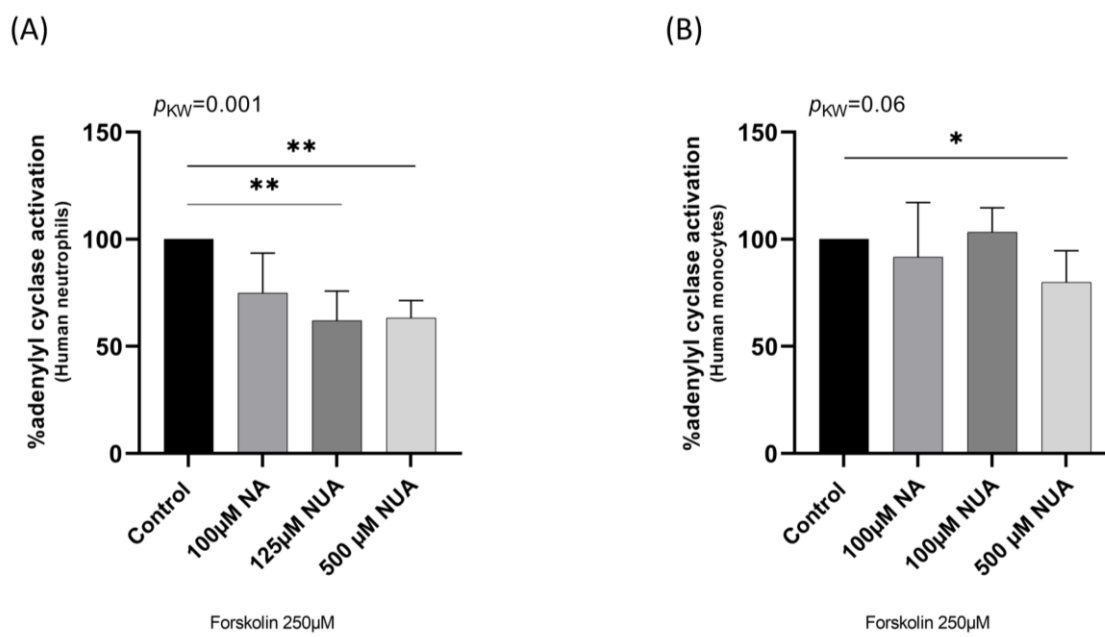 (A)
pKW=0.001
%adenylyl cyclase activation
(Human neutrophils)
150
100
50
0
**
**
Control
100µM NA
125µM NUA
500 µM NUA
Forskolin 250µM
(B)
pKW=0.06
%adenylyl cyclase activation
(Human monocytes)
150
100
50
0
*
Control
100µM NA
100µM NUA
500 µM NUA
Forskolin 250µM